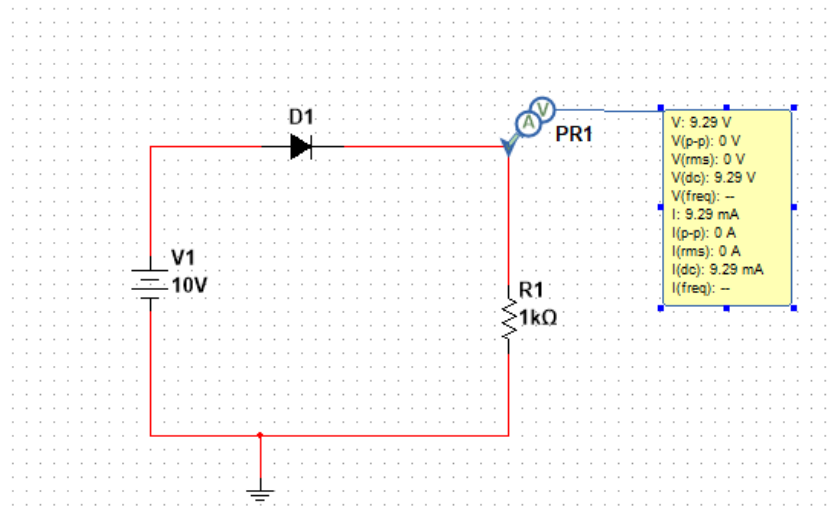 D1
A
V
PR1
V: 9.29 V
V(p-p): 0 V
V(rms): 0 V
V(dc): 9.29 V
V(freq): --
I: 9.29 mA
I(p-p): 0 A
I(rms): 0 A
I(dc): 9.29 mA
I(freq): --
V1
10V
R1
1kΩ